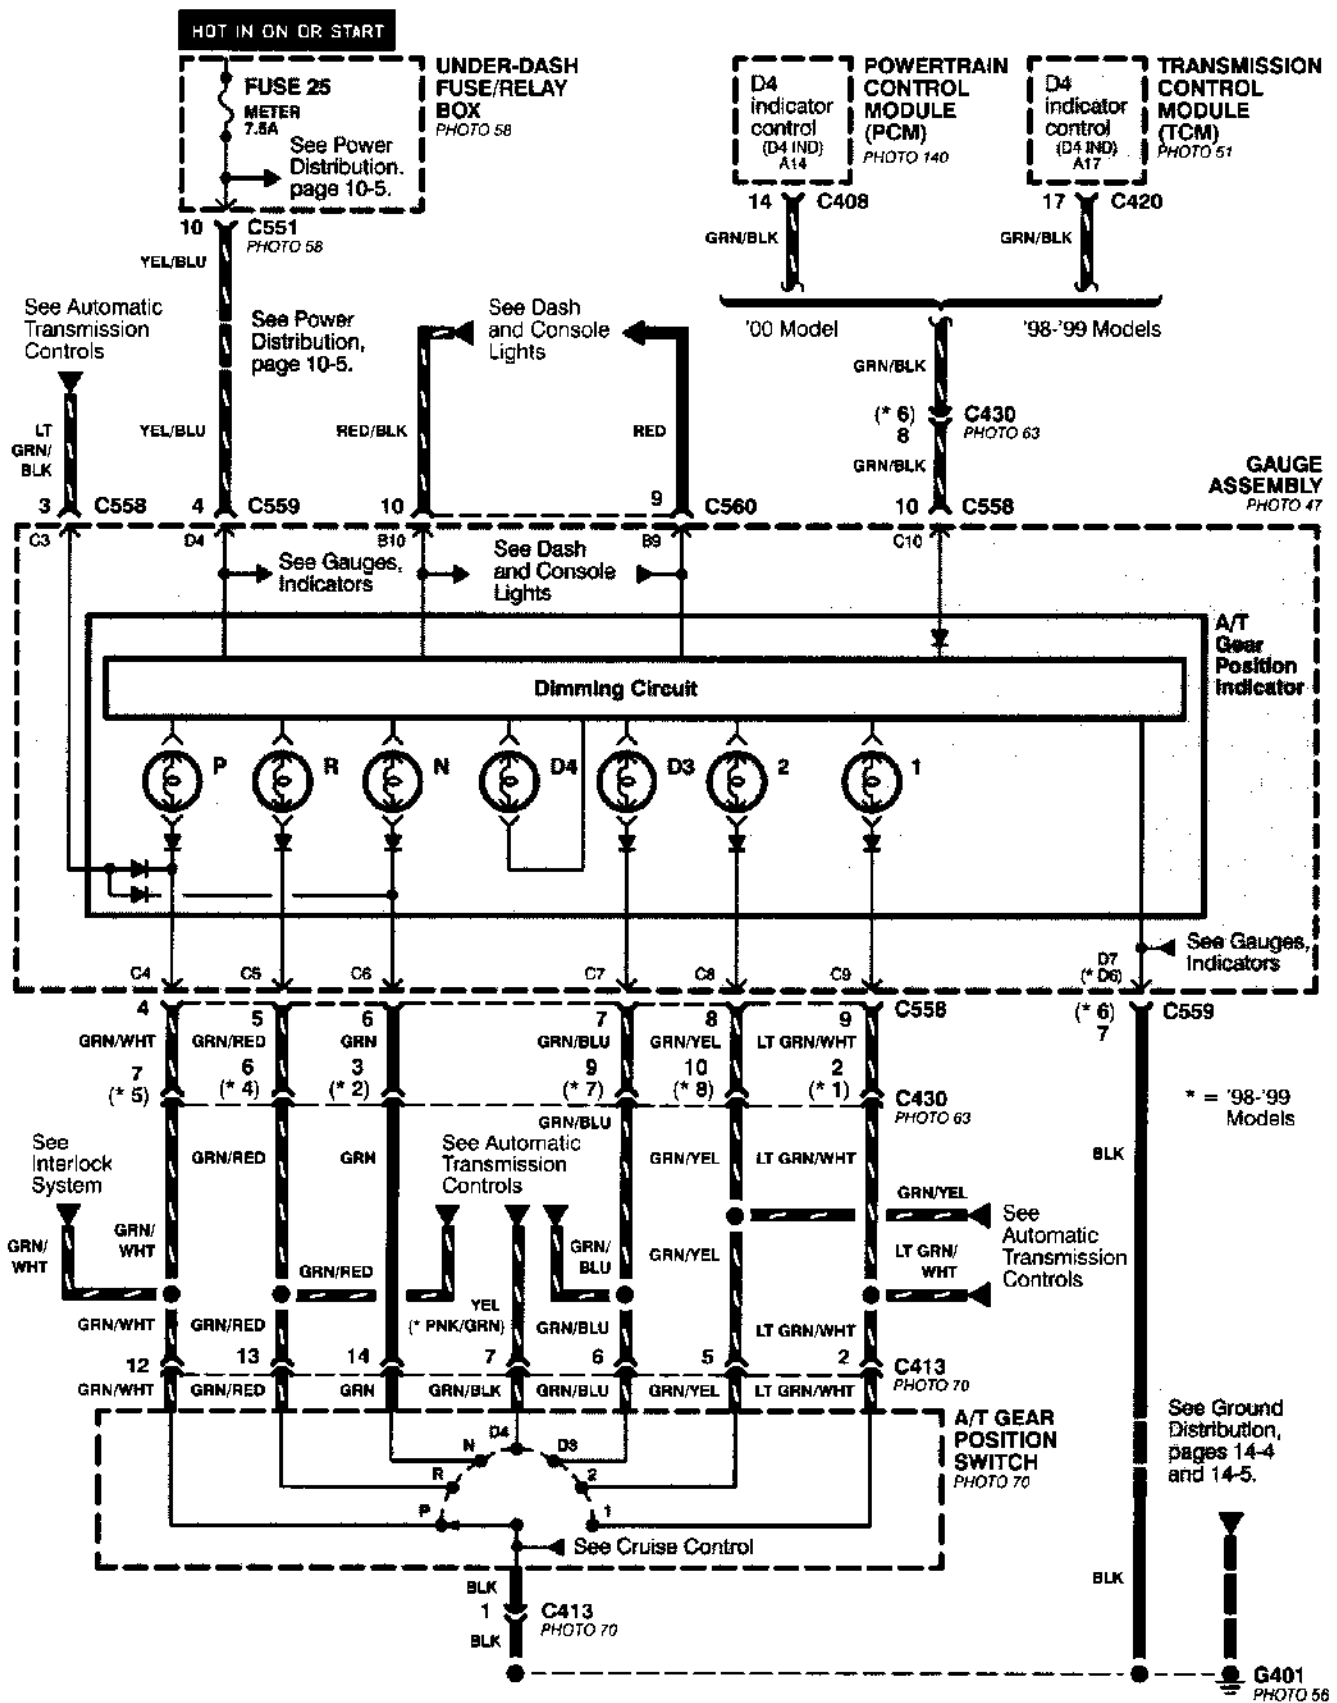 HOT IN ON OR START
FUSE 25
METER
7.5A
See Power
Distribution.
page 10-5.
UNDER-DASH
FUSE/RELAY
BOX
PHOTO 58
D4
indicator
control
(D4 IND)
A14
POWERTRAIN
CONTROL
MODULE
(PCM)
PHOTO 140
D4
indicator
control
(D4 IND)
A17
TRANSMISSION
CONTROL
MODULE
(TCM)
PHOTO 51
10 C551
PHOTO 58
14 C408
17 C420
YEL/BLU
GRN/BLK
GRN/BLK
See Automatic
Transmission
Controls
See Power
Distribution,
page 10-5.
See Dash
and Console
Lights
'00 Model
'98-'99 Models
GRN/BLK
(* 6)
8
C430
PHOTO 63
LT
GRN/
BLK
YEL/BLU
RED/BLK
RED
GRN/BLK
GAUGE
ASSEMBLY
PHOTO 47
3 C558
4 C559
10
9 C560
10 C558
C3
D4
B10
B9
C10
See Gauges,
Indicators
See Dash
and Console
Lights
A/T
Gear
Position
Indicator
Dimming Circuit
P
R
N
D4
D3
2
1
See Gauges,
Indicators
C4
C5
C6
C7
C8
C9
D7
(* D6)
4
5
6
7
8
9
C558
(* 6)
7
C559
GRN/WHT
GRN/RED
GRN
GRN/BLU
GRN/YEL
LT GRN/WHT
7
(* 5)
6
(* 4)
3
(* 2)
9
(* 7)
10
(* 8)
2
(* 1)
C430
PHOTO 63
* = '98-'99
Models
GRN/BLU
See
Interlock
System
GRN/RED
GRN
See Automatic
Transmission
Controls
GRN/YEL
LT GRN/WHT
BLK
GRN/YEL
See
Automatic
Transmission
Controls
GRN/
WHT
GRN/
WHT
GRN/RED
GRN/
BLU
GRN/YEL
LT GRN/
WHT
YEL
(* PNK/GRN)
GRN/WHT
GRN/RED
GRN/BLU
LT GRN/WHT
12
13
14
7
6
5
2
C413
PHOTO 70
GRN/WHT
GRN/RED
GRN
GRN/BLK
GRN/BLU
GRN/YEL
LT GRN/WHT
A/T GEAR
POSITION
SWITCH
PHOTO 70
P
R
N
D4
D3
2
1
See Cruise Control
See Ground
Distribution,
pages 14-4
and 14-5.
BLK
1 C413
PHOTO 70
BLK
BLK
G401
PHOTO 56